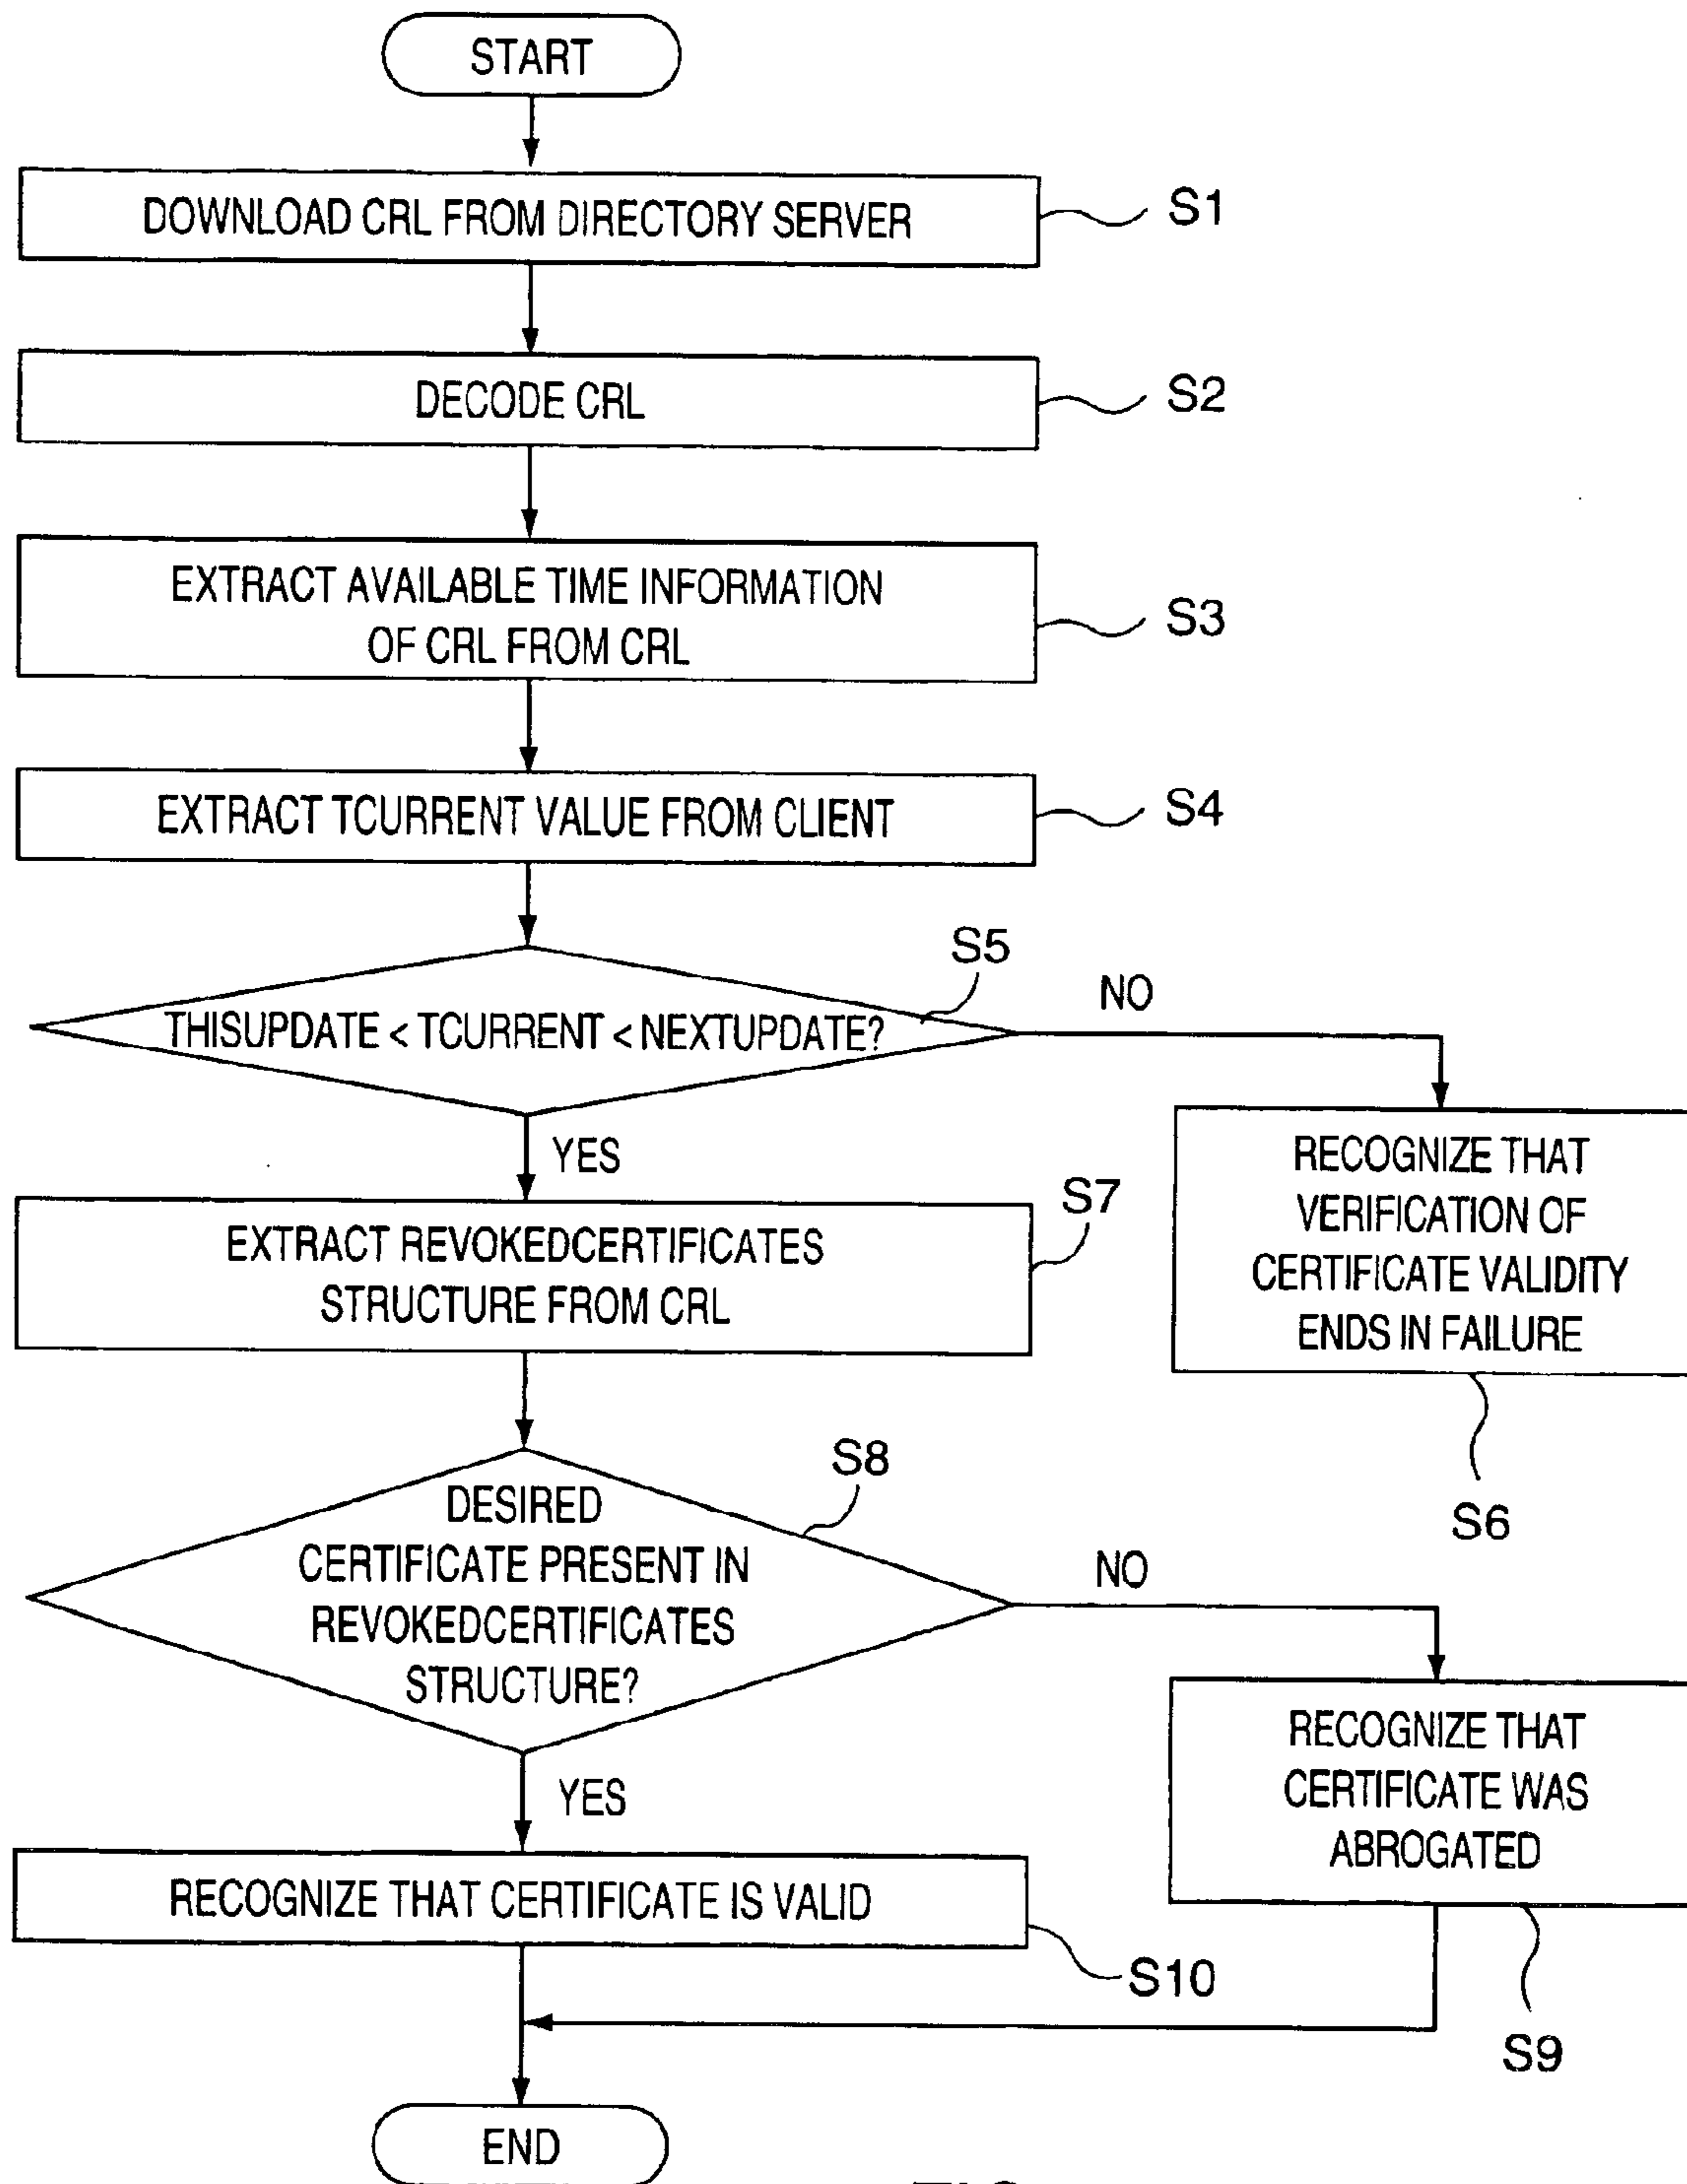 START
DOWNLOAD CRL FROM DIRECTORY SERVER
S1
DECODE CRL
S2
EXTRACT AVAILABLE TIME INFORMATION
OF CRL FROM CRL
S3
EXTRACT TCURRENT VALUE FROM CLIENT
S4
S5
THISUPDATE < TCURRENT < NEXTUPDATE?
NO
YES
RECOGNIZE THAT
VERIFICATION OF
CERTIFICATE VALIDITY
ENDS IN FAILURE
S6
S7
EXTRACT REVOKEDCERTIFICATES
STRUCTURE FROM CRL
S8
DESIRED
CERTIFICATE PRESENT IN
REVOKEDCERTIFICATES
STRUCTURE?
NO
YES
RECOGNIZE THAT
CERTIFICATE WAS
ABROGATED
S9
RECOGNIZE THAT CERTIFICATE IS VALID
S10
END